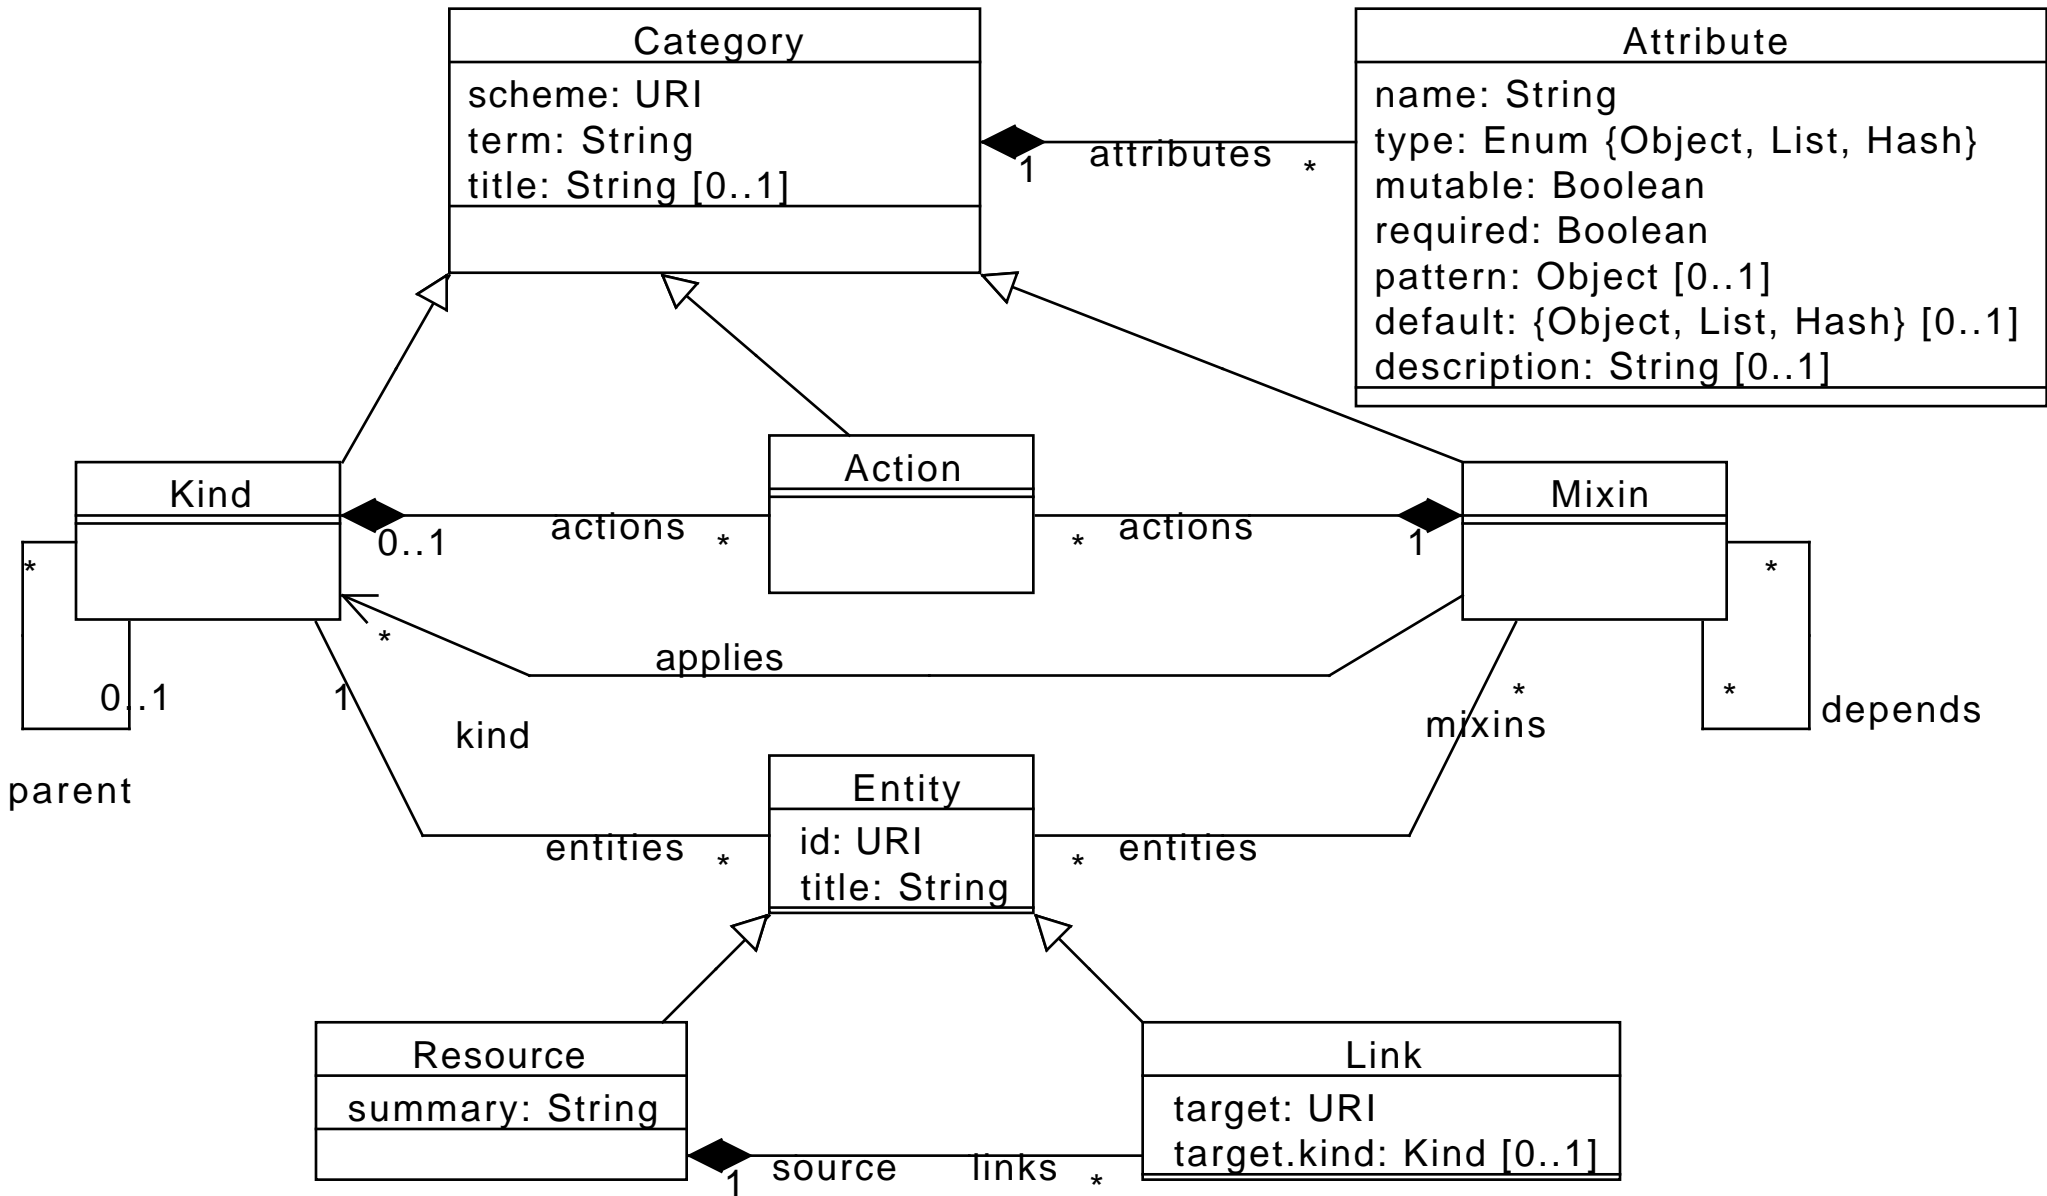 Category
scheme: URI
term: String
title: String [0..1]
Attribute
name: String
type: Enum {Object, List, Hash}
mutable: Boolean
required: Boolean
pattern: Object [0..1]
default: {Object, List, Hash} [0..1]
description: String [0..1]
1
attributes
*
Kind
Action
Mixin
0..1
actions
*
*
actions
1
*
0..1
parent
*
applies
*
*
depends
1
kind
*
mixins
Entity
id: URI
title: String
entities
*
*
entities
Resource
summary: String
Link
target: URI
target.kind: Kind [0..1]
1
source
links
*